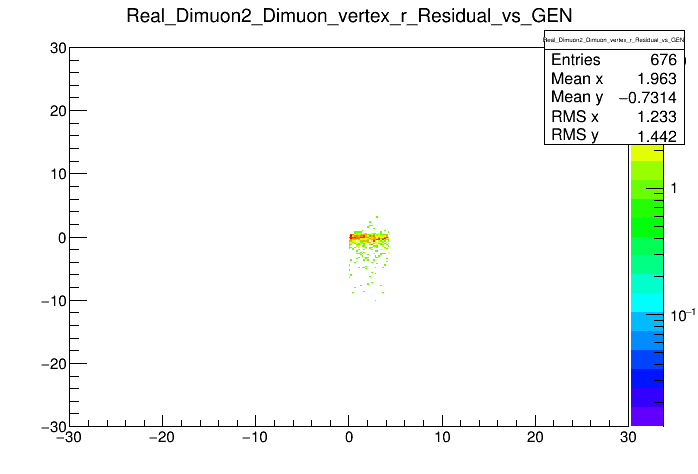 Real_Dimuon2_Dimuon_vertex_r_Residual_vs_GEN
Real_Dimuon2_Dimuon_vertex_r_Residual_vs_GEN
Entries 676
Mean x 1.963
Mean y −0.7314
RMS x 1.233
RMS y 1.442
30
20
10
0
−10
−20
−30
−30 −20 −10 0 10 20 30
1
10−1